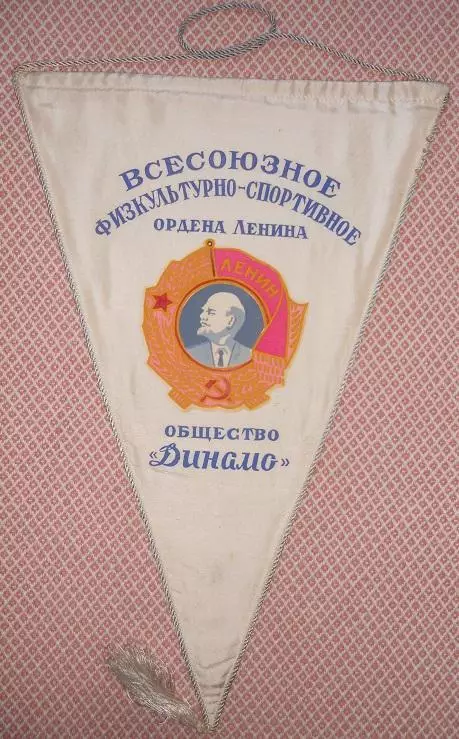 ВСЕСОЮЗНОЕ
ФИЗКУЛЬТУРНО-СПОРТИВНОЕ
ОРДЕНА ЛЕНИНА
ЛЕНИН
ОБЩЕСТВО
«Динамо»